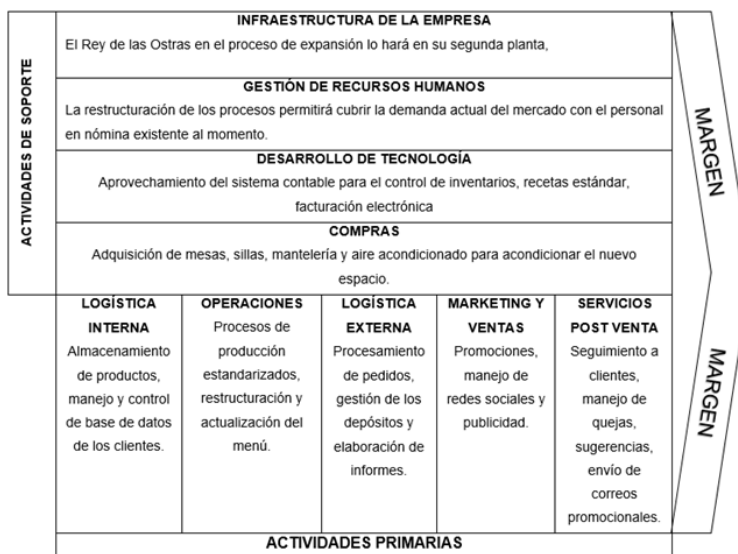 INFRAESTRUCTURA DE LA EMPRESA
El Rey de las Ostras en el proceso de expansión lo hará en su segunda planta,
GESTIÓN DE RECURSOS HUMANOS
La restructuración de los procesos permitirá cubrir la demanda actual del mercado con el personal
en nómina existente al momento.
DESARROLLO DE TECNOLOGÍA
Aprovechamiento del sistema contable para el control de inventarios, recetas estándar,
facturación electrónica
COMPRAS
Adquisición de mesas, sillas, mantelería y aire acondicionado para acondicionar el nuevo
espacio.
ACTIVIDADES DE SOPORTE
MARGEN
LOGÍSTICA
INTERNA
Almacenamiento
de productos,
manejo y control
de base de datos
de los clientes.
OPERACIONES
Procesos de
producción
estandarizados,
restructuración y
actualización del
menú.
LOGÍSTICA
EXTERNA
Procesamiento
de pedidos,
gestión de los
depósitos y
elaboración de
informes.
MARKETING Y
VENTAS
Promociones,
manejo de
redes sociales y
publicidad.
SERVICIOS
POST VENTA
Seguimiento a
clientes,
manejo de
quejas,
sugerencias,
envío de
correos
promocionales.
MARGEN
ACTIVIDADES PRIMARIAS